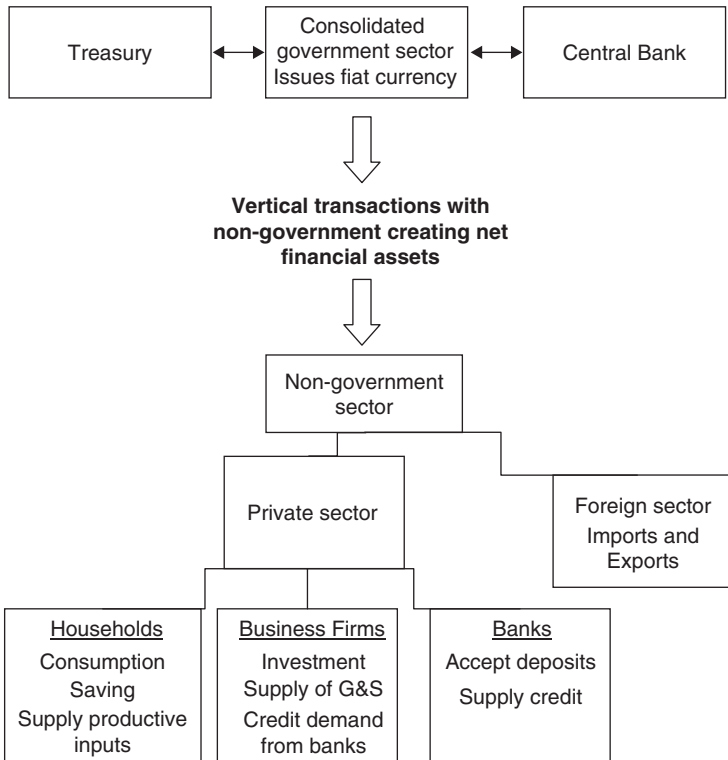 Treasury
Consolidated
government sector
Issues fiat currency
Central Bank
Vertical transactions with
non-government creating net
financial assets
Non-government
sector
Private sector
Foreign sector
Imports and
Exports
Households
Consumption
Saving
Supply productive
inputs
Business Firms
Investment
Supply of G&S
Credit demand
from banks
Banks
Accept deposits
Supply credit